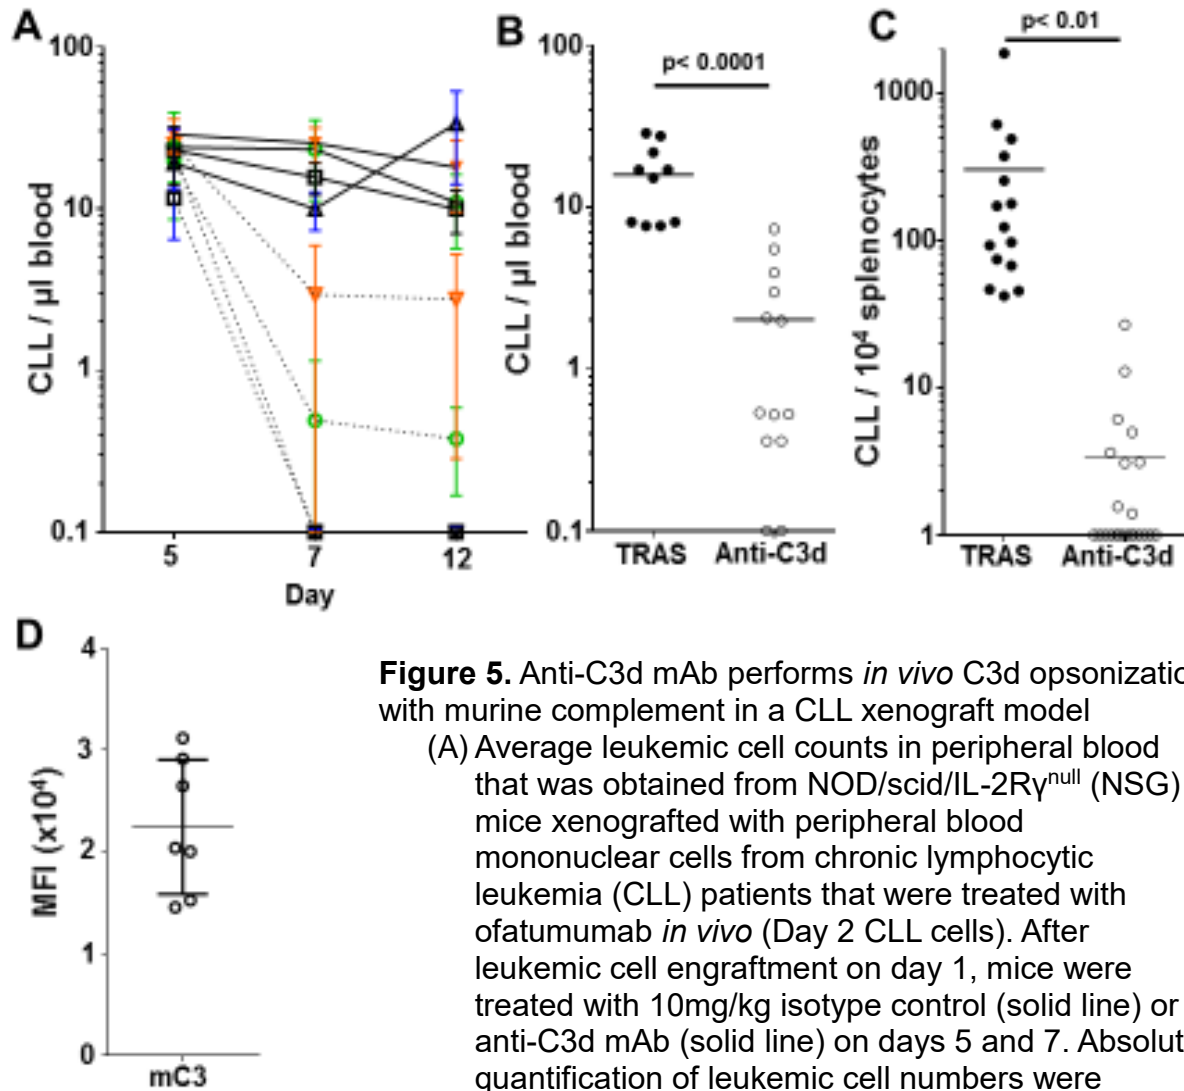 A
100
10
1
0.1
CLL / µl blood
5
7
12
Day
B
100
10
1
0.1
CLL / µl blood
p< 0.0001
TRAS
Anti-C3d
C
1000
100
10
1
CLL / 10⁴ splenocytes
p< 0.01
TRAS
Anti-C3d
D
4
3
2
1
0
MFI (x10⁴)
mC3
Figure 5. Anti-C3d mAb performs in vivo C3d opsonizatio
with murine complement in a CLL xenograft model
(A) Average leukemic cell counts in peripheral blood
that was obtained from NOD/scid/IL-2Rγnull (NSG)
mice xenografted with peripheral blood
mononuclear cells from chronic lymphocytic
leukemia (CLL) patients that were treated with
ofatumumab in vivo (Day 2 CLL cells). After
leukemic cell engraftment on day 1, mice were
treated with 10mg/kg isotype control (solid line) or
anti-C3d mAb (solid line) on days 5 and 7. Absolut
quantification of leukemic cell numbers were